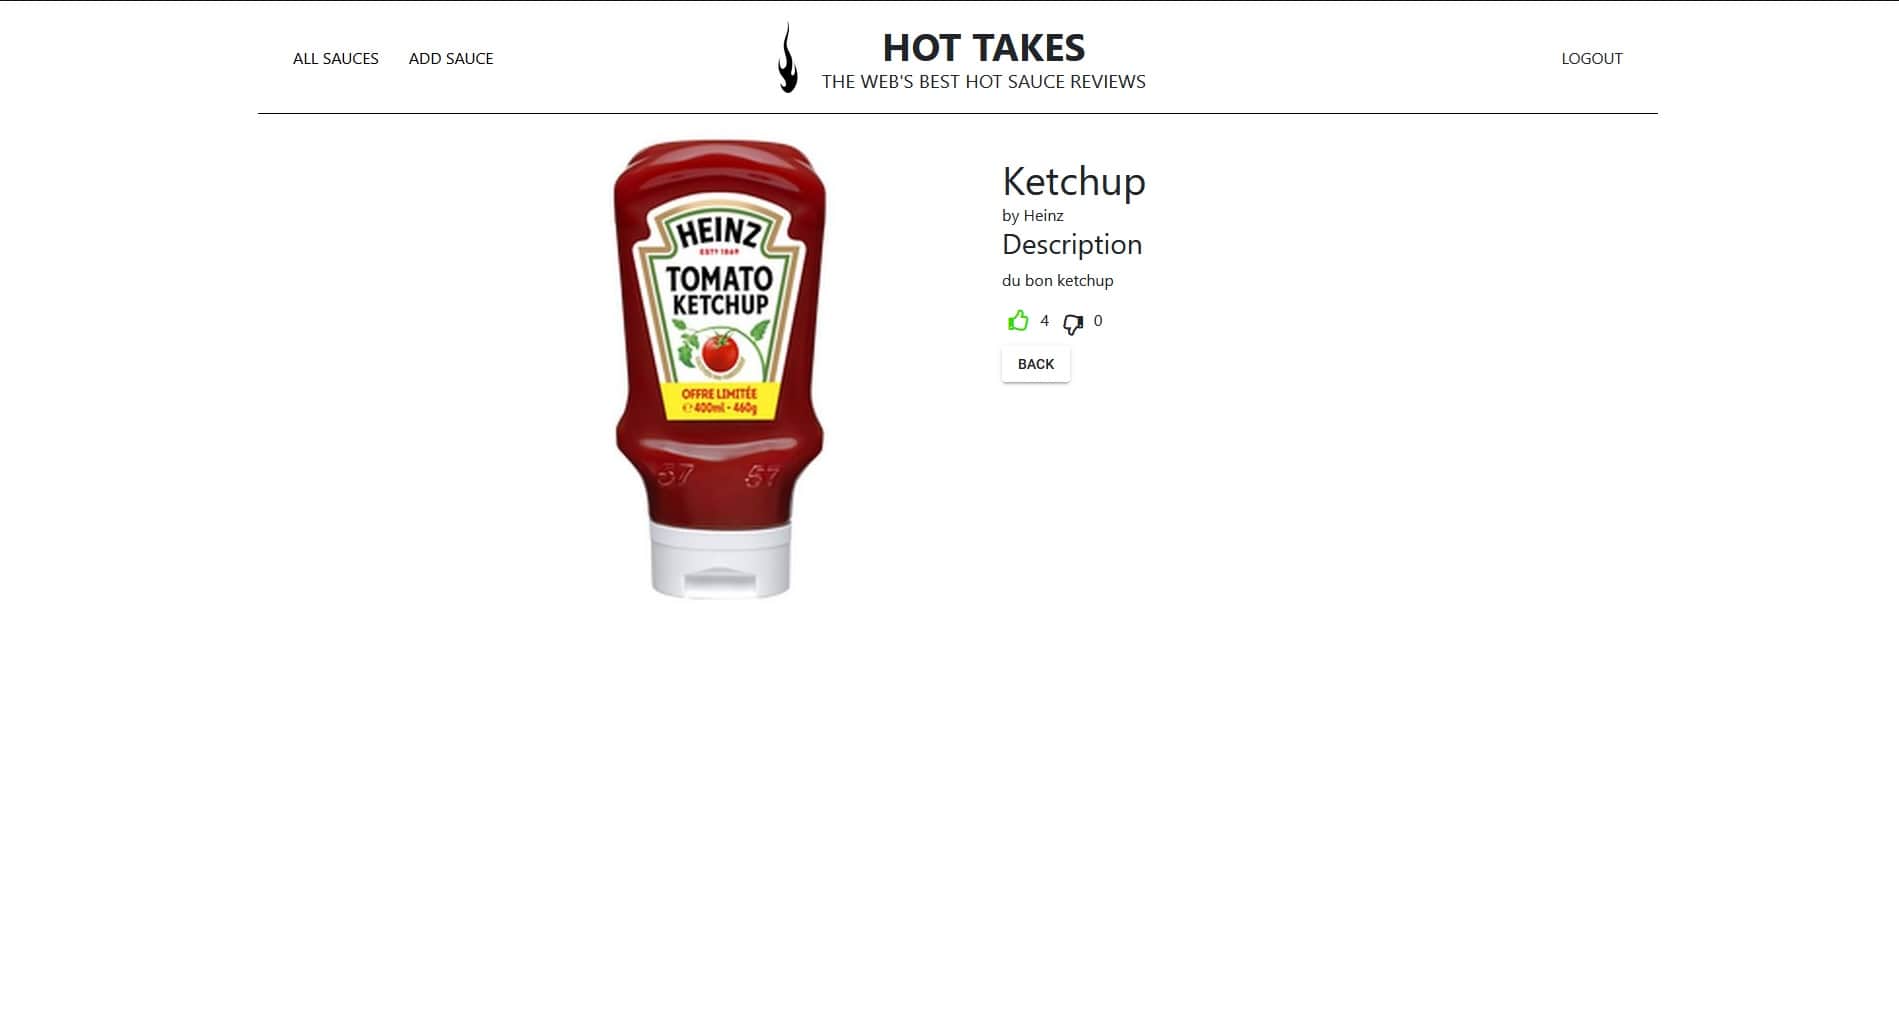 ALL SAUCES
ADD SAUCE
HOT TAKES
THE WEB'S BEST HOT SAUCE REVIEWS
LOGOUT
HEINZ
ESTD 1869
TOMATO
KETCHUP
OFFRE LIMITÉE
e 400ml - 460g
57 57
Ketchup
by Heinz
Description
du bon ketchup
4 0
BACK